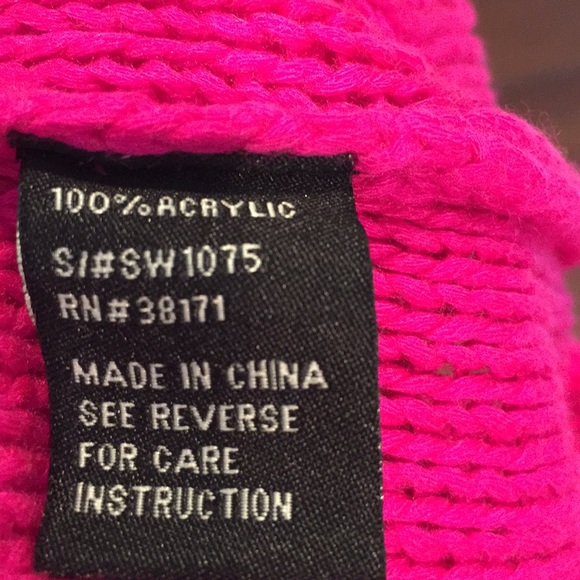 100% ACRYLIC
S/#SW1075
RN#38171
MADE IN CHINA
SEE REVERSE
FOR CARE
INSTRUCTION